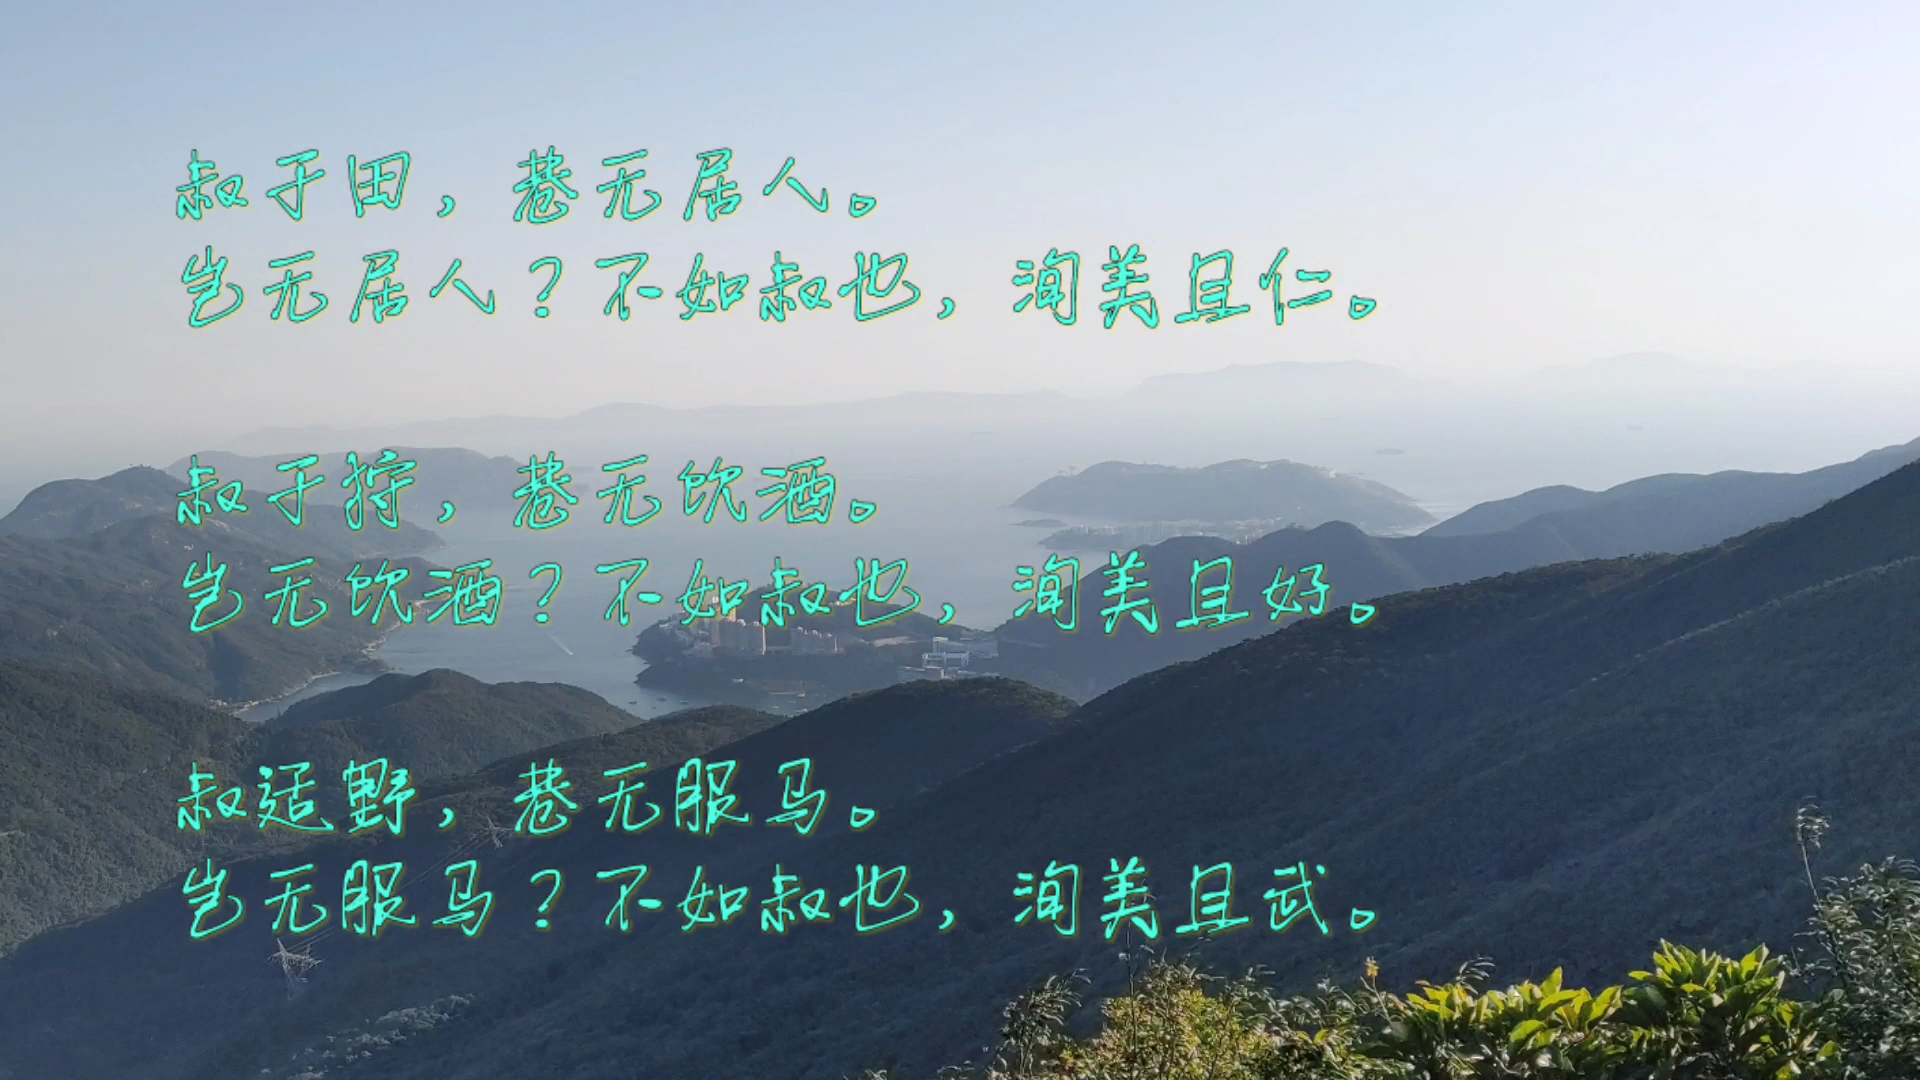 叔于田，巷无居人。
岂无居人？不如叔也，洵美且仁。
叔于狩，巷无饮酒。
岂无饮酒？不如叔也，洵美且好。
叔适野，巷无服马。
岂无服马？不如叔也，洵美且武。